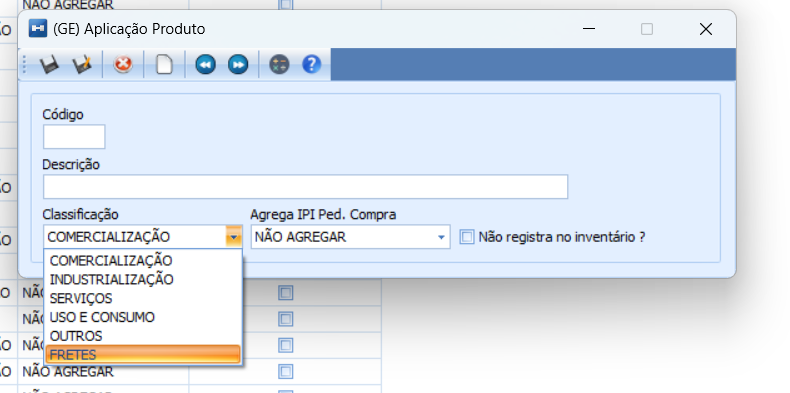 NÃO AGREGAR
(GE) Aplicação Produto
Código
Descrição
Classificação
Agrega IPI Ped. Compra
COMERCIALIZAÇÃO
NÃO AGREGAR
Não registra no inventário ?
COMERCIALIZAÇÃO
INDUSTRIALIZAÇÃO
SERVIÇOS
USO E CONSUMO
OUTROS
FRETES
NÃO AGREGAR